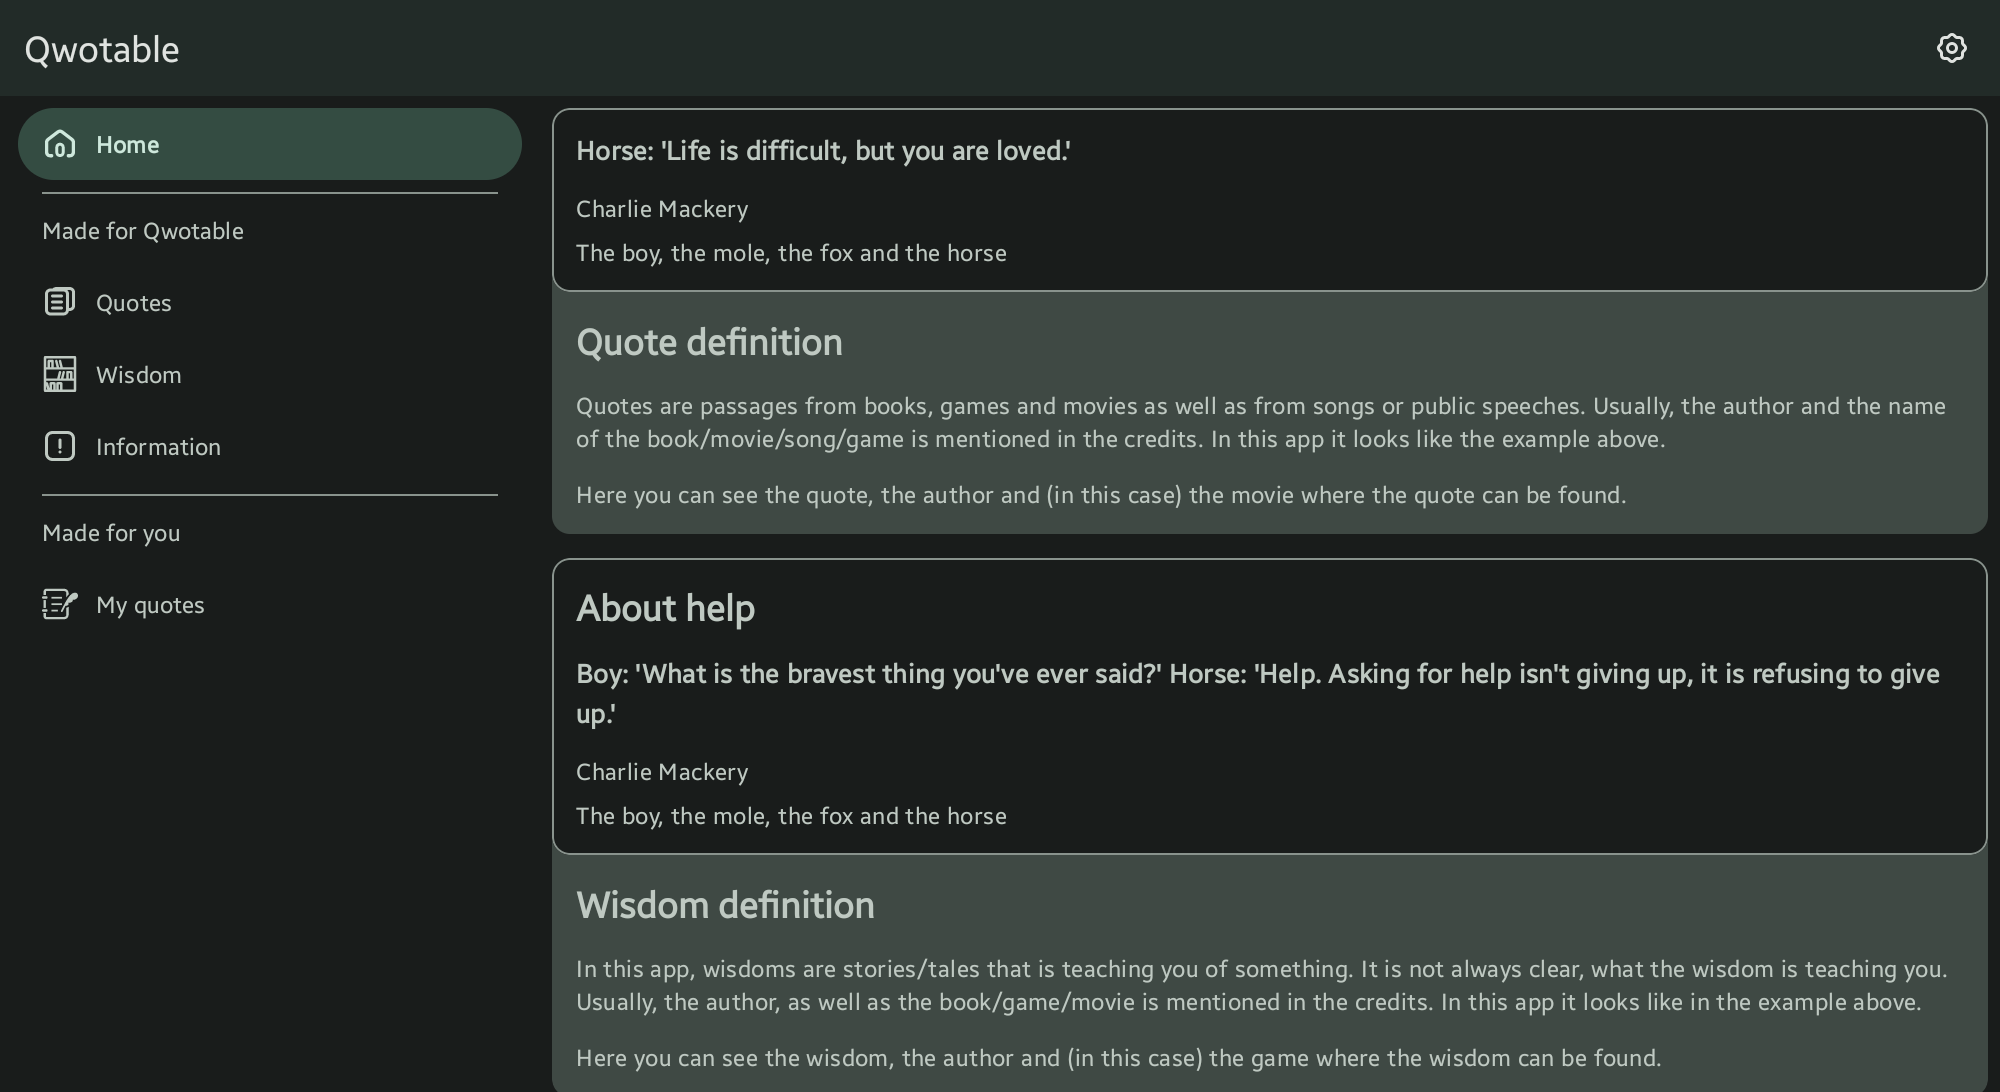 Qwotable
Home
Made for Qwotable
Quotes
Wisdom
Information
Made for you
My quotes
Horse: 'Life is difficult, but you are loved.'
Charlie Mackery
The boy, the mole, the fox and the horse
Quote definition
Quotes are passages from books, games and movies as well as from songs or public speeches. Usually, the author and the name
of the book/movie/song/game is mentioned in the credits. In this app it looks like the example above.
Here you can see the quote, the author and (in this case) the movie where the quote can be found.
About help
Boy: 'What is the bravest thing you've ever said?' Horse: 'Help. Asking for help isn't giving up, it is refusing to give
up.'
Charlie Mackery
The boy, the mole, the fox and the horse
Wisdom definition
In this app, wisdoms are stories/tales that is teaching you of something. It is not always clear, what the wisdom is teaching you.
Usually, the author, as well as the book/game/movie is mentioned in the credits. In this app it looks like in the example above.
Here you can see the wisdom, the author and (in this case) the game where the wisdom can be found.